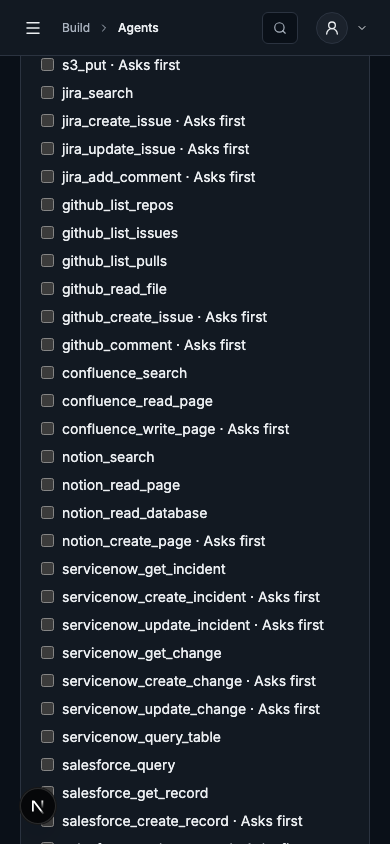 Build > Agents
s3_put · Asks first
jira_search
jira_create_issue · Asks first
jira_update_issue · Asks first
jira_add_comment · Asks first
github_list_repos
github_list_issues
github_list_pulls
github_read_file
github_create_issue · Asks first
github_comment · Asks first
confluence_search
confluence_read_page
confluence_write_page · Asks first
notion_search
notion_read_page
notion_read_database
notion_create_page · Asks first
servicenow_get_incident
servicenow_create_incident · Asks first
servicenow_update_incident · Asks first
servicenow_get_change
servicenow_create_change · Asks first
servicenow_update_change · Asks first
servicenow_query_table
salesforce_query
salesforce_get_record
N
salesforce_create_record · Asks first